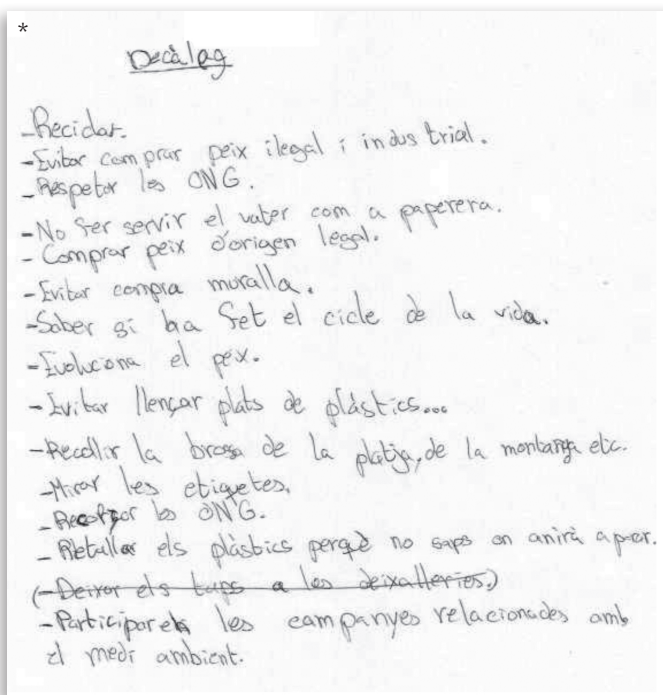 *
Decàleg
-Reciclar.
-Evitar comprar peix ilegal i industrial.
-Respetar les ONG.
-No fer servir el vater com a paperera.
- Comprar peix d'origen legal.
-Evitar compra muralla.
-Saber si ha fet el cicle de la vida.
-Evoluciona el peix.
- Evitar llençar plats de plàstics...
-Recollir la brossa de la platja, de la montanya etc.
-Mirar les etiquetes.
- les ONG.
- Retallar els plàstics perquè no saps on anirà a parar.
(-Deixar els taps a les deixalleries.)
-Participar les campanyes relacionades amb
el medi ambient.